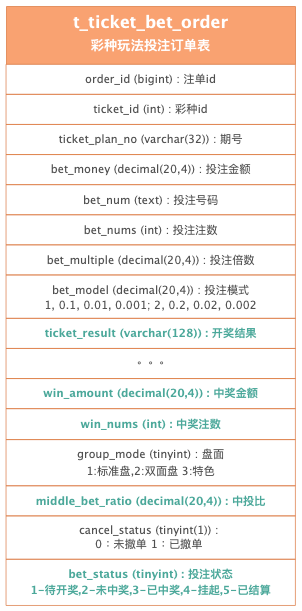 t_ticket_bet_order
彩种玩法投注订单表
order_id (bigint) : 注单id
ticket_id (int) : 彩种id
ticket_plan_no (varchar(32)) : 期号
bet_money (decimal(20,4)) : 投注金额
bet_num (text) : 投注号码
bet_nums (int) : 投注注数
bet_multiple (decimal(20,4)) : 投注倍数
bet_model (decimal(20,4)) : 投注模式
1, 0.1, 0.01, 0.001; 2, 0.2, 0.02, 0.002
ticket_result (varchar(128)) : 开奖结果
。。。
win_amount (decimal(20,4)) : 中奖金额
win_nums (int) : 中奖注数
group_mode (tinyint) : 盘面
1:标准盘,2:双面盘 3:特色
middle_bet_ratio (decimal(20,4)) : 中投比
cancel_status (tinyint(1)) :
0：未撤单 1：已撤单
bet_status (tinyint) : 投注状态
1-待开奖,2-未中奖,3-已中奖,4-挂起,5-已结算